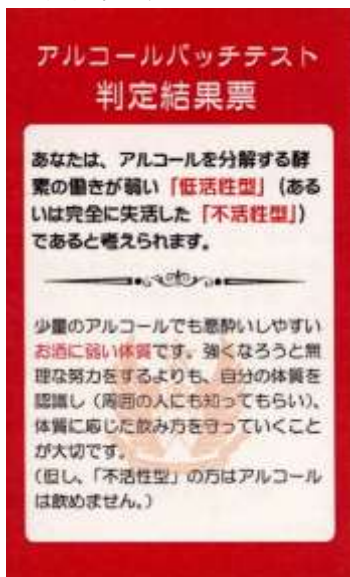 アルコールパッチテスト
判定結果票
あなたは、アルコールを分解する酵
素の働きが弱い「低活性型」(ある
いは完全に失活した「不活性型」)
であると考えられます。
少量のアルコールでも悪酔いしやすい
お酒に弱い体質です。強くなろうと無
理な努力をするよりも、自分の体質を
認識し(周囲の人にも知ってもらい)、
体質に応じた飲み方を守っていくこと
が大切です。
(但し、「不活性型」の方はアルコール
は飲めません。)